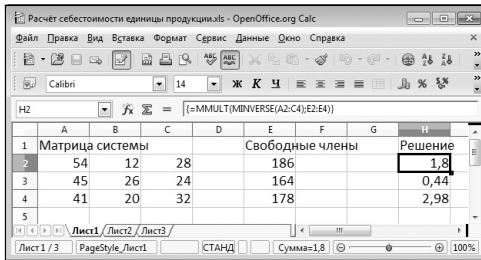 Расчёт себестоимости единицы продукции.xls - OpenOffice.org Calc
Файл Правка Вид Вставка Формат Сервис Данные Окно Справка
Calibri 14 Ж К Ч
H2 {=MMULT(MINVERSE(A2:C4);E2:E4)}
A B C D E F G H
1 Матрица системы Свободные члены Решение
2 54 12 28 186 1,8
3 45 26 24 164 0,44
4 41 20 32 178 2,98
5
Лист1 Лист2 Лист3
Лист 1 / 3 PageStyle_Лист1 СТАНД Сумма=1,8 100%